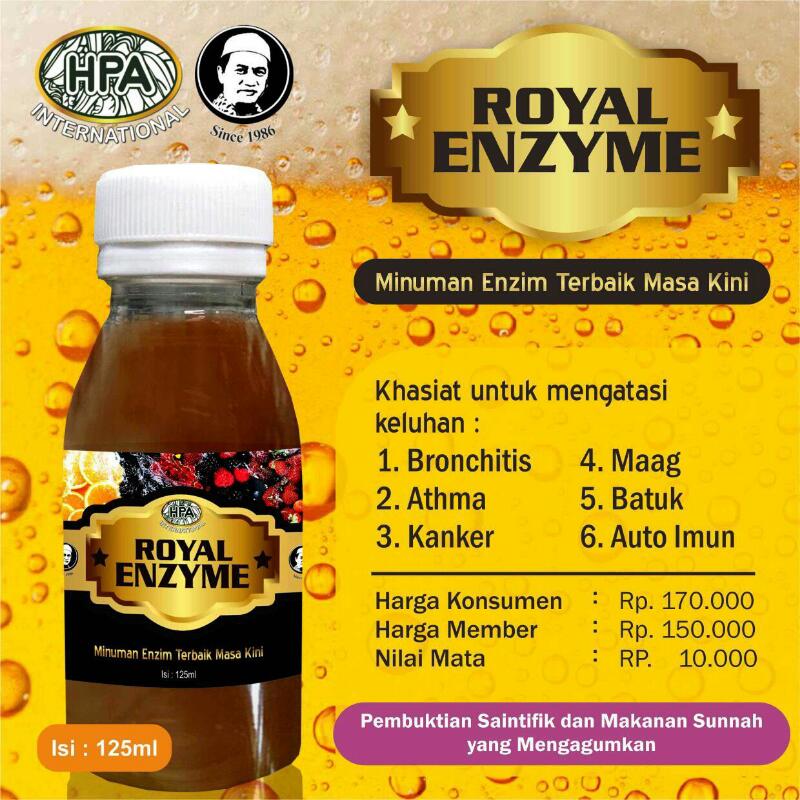 HPA
INTERNATIONAL
Since 1986
ROYAL
ENZYME
Minuman Enzim Terbaik Masa Kini
Khasiat untuk mengatasi
keluhan :
1. Bronchitis
2. Athma
3. Kanker
4. Maag
5. Batuk
6. Auto Imun
Harga Konsumen : Rp. 170.000
Harga Member : Rp. 150.000
Nilai Mata : RP. 10.000
Pembuktian Saintifik dan Makanan Sunnah
yang Mengagumkan
HPA
INTERNATIONAL
ROYAL
ENZYME
Minuman Enzim Terbaik Masa Kini
Isi : 125ml
Isi : 125ml